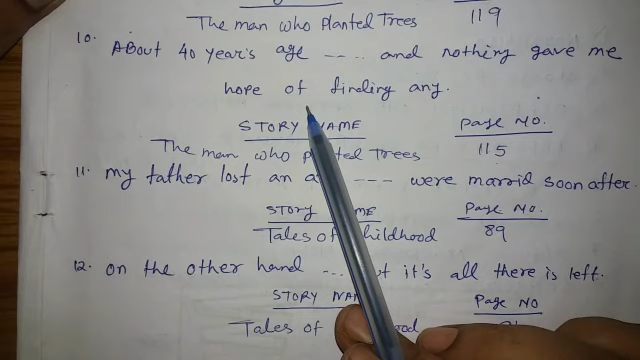 The man who Planted Trees 119
10. About 40 year's age .... and nothing gave me
hope of finding any.
STORY NAME Page No.
The man who Planted Trees 115
11. my father lost an --- were marrid soon after.
STORY NAME Page No.
Tales of Childhood 89
12. on the other hand ... it's all there is left.
STORY NAME Page No
Tales of